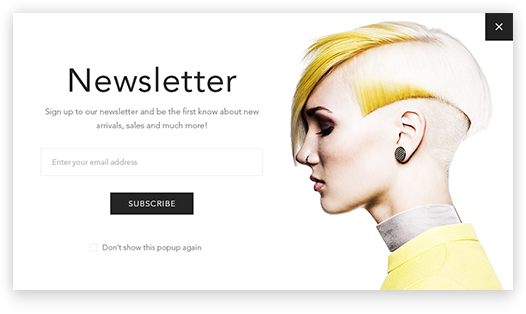 Newsletter
Sign up to our newsletter and be the first know about new
arrivals, sales and much more!
Enter your email address
SUBSCRIBE
Don't show this popup again